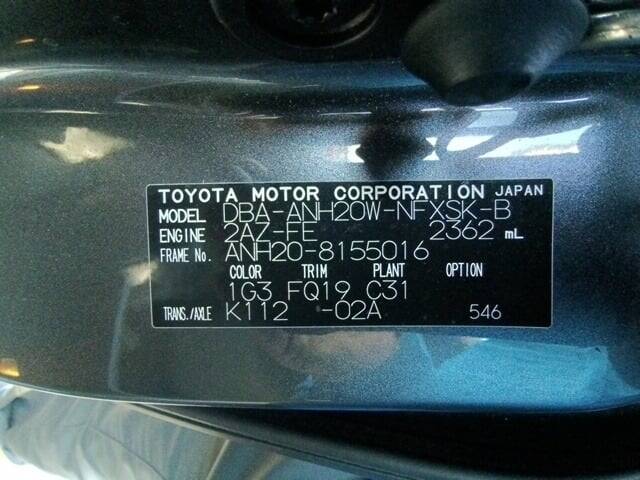 TOYOTA MOTOR CORPORATION JAPAN
MODEL DBA-ANH20W-NFXSK-B
ENGINE 2AZ-FE 2362 mL
FRAME No. ANH20-8155016
COLOR TRIM PLANT OPTION
1G3 FQ19 C31
TRANS./AXLE K112 -02A 546